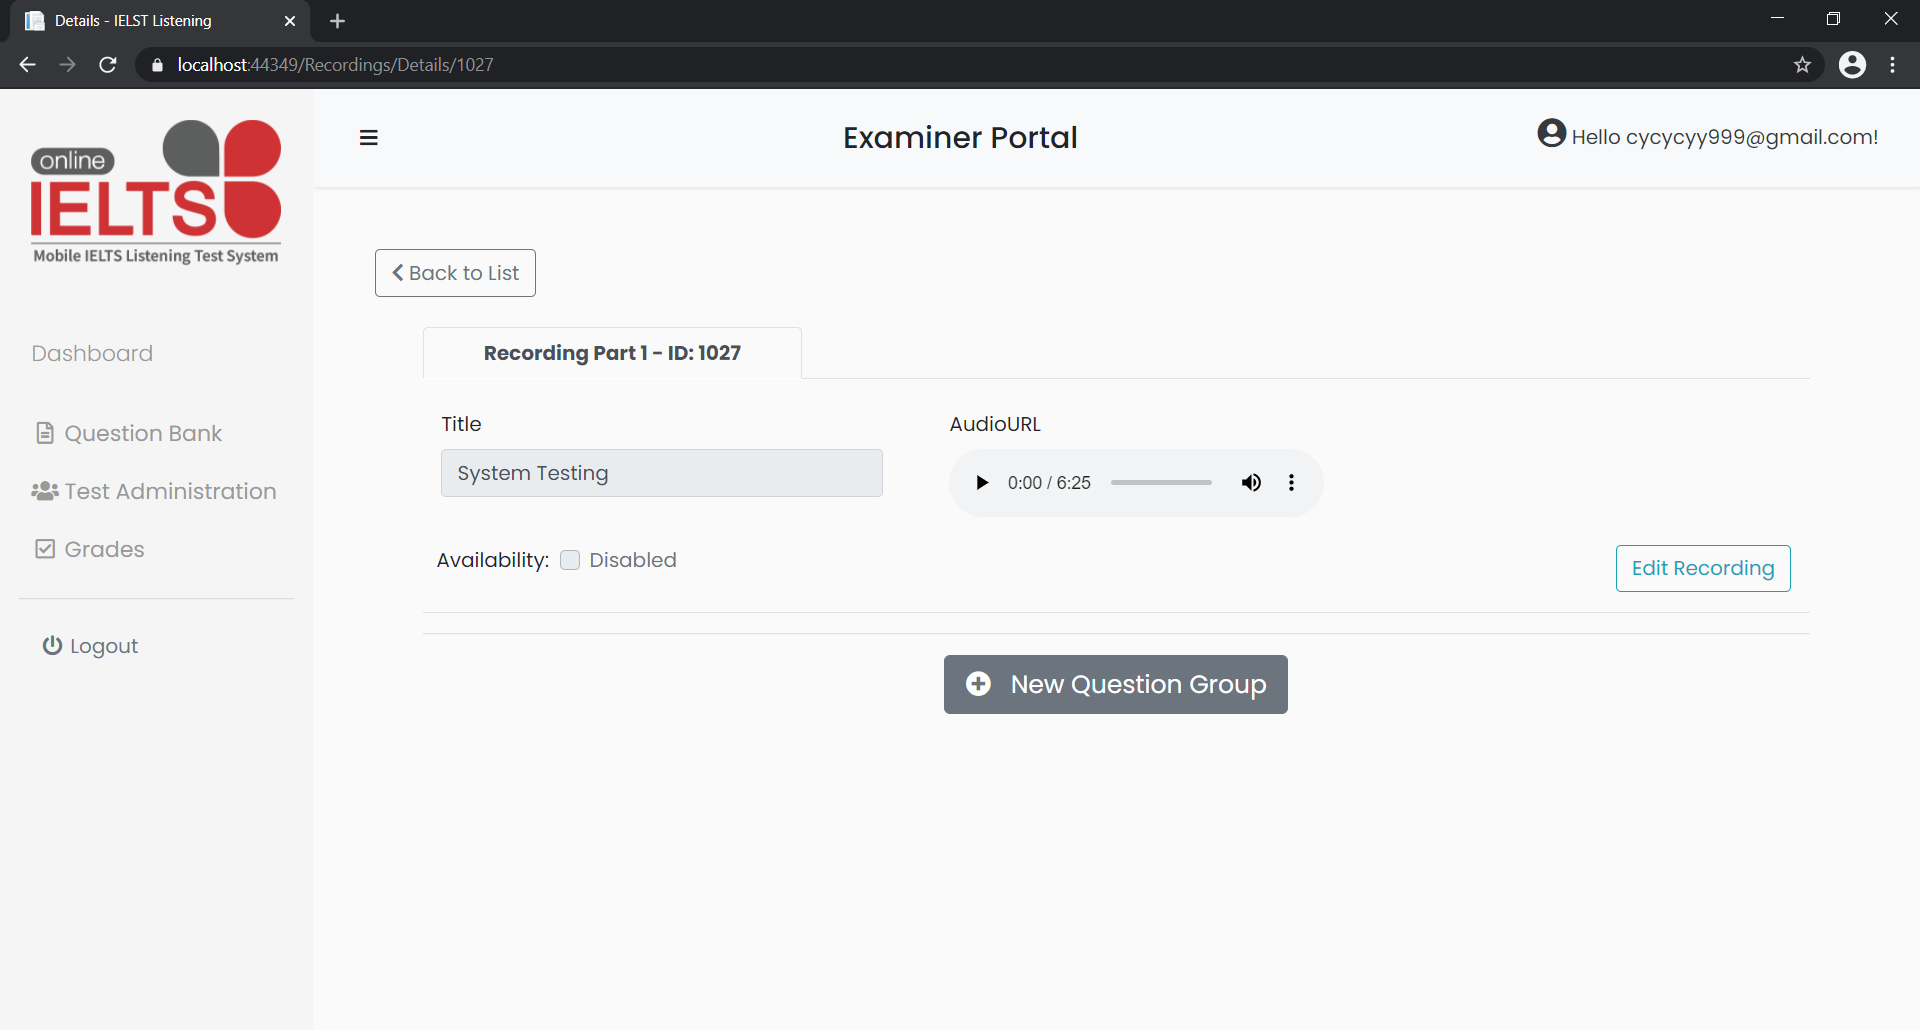 Details - IELST Listening
localhost:44349/Recordings/Details/1027
online
IELTS
Mobile IELTS Listening Test System
Examiner Portal
Hello cycycyy999@gmail.com!
Dashboard
Question Bank
Test Administration
Grades
Logout
Back to List
Recording Part 1 - ID: 1027
Title
AudioURL
System Testing
0:00 / 6:25
Availability: Disabled
Edit Recording
New Question Group